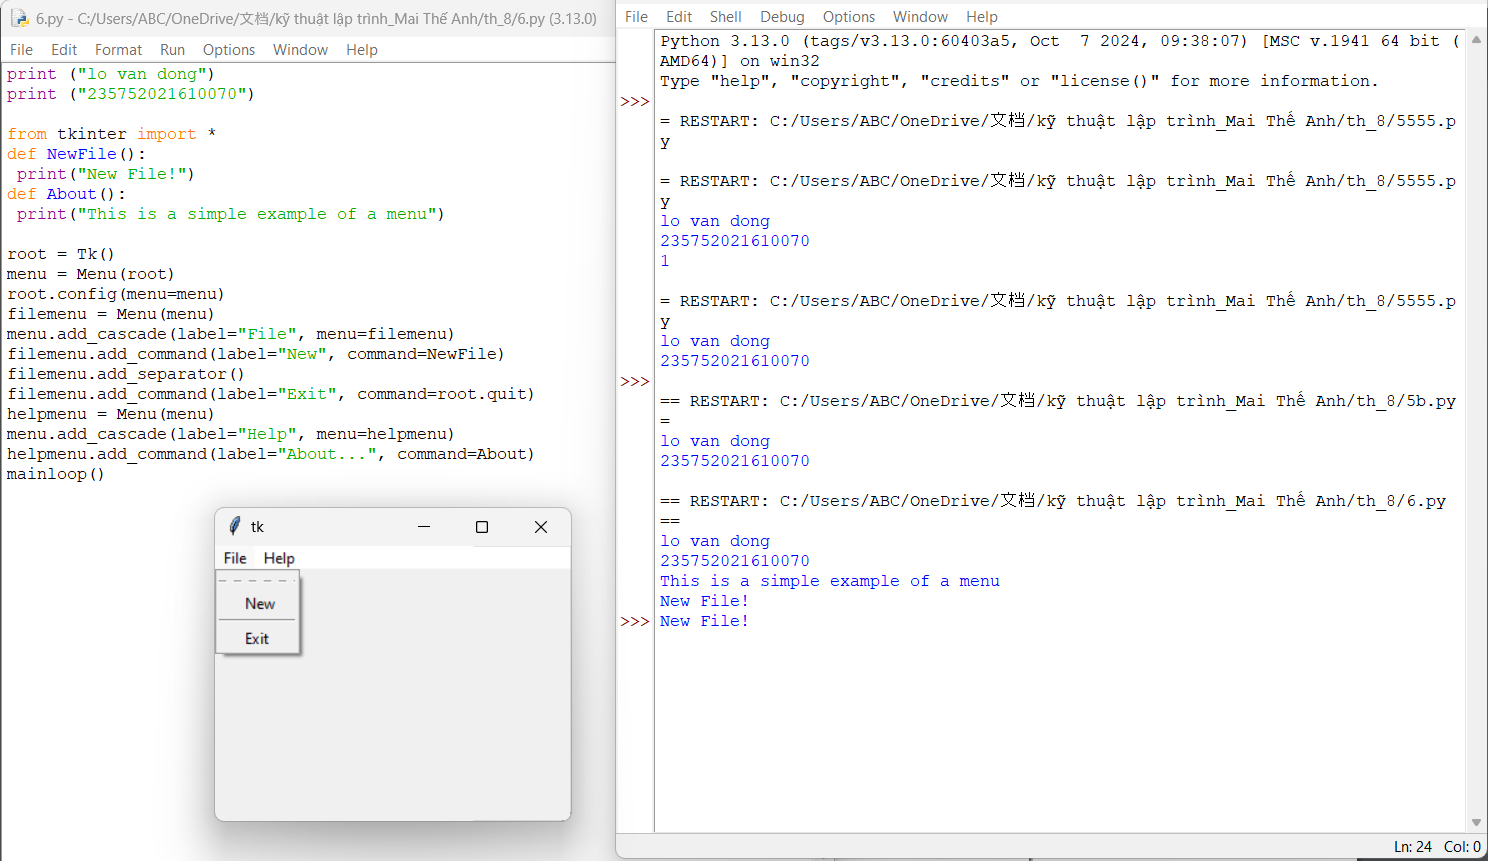 6.py - C:/Users/ABC/OneDrive/文档/kỹ thuật lập trình_Mai Thế Anh/th_8/6.py (3.13.0)
File Edit Format Run Options Window Help
print ("lo van dong")
print ("235752021610070")
from tkinter import *
def NewFile():
 print("New File!")
def About():
 print("This is a simple example of a menu")
root = Tk()
menu = Menu(root)
root.config(menu=menu)
filemenu = Menu(menu)
menu.add_cascade(label="File", menu=filemenu)
filemenu.add_command(label="New", command=NewFile)
filemenu.add_separator()
filemenu.add_command(label="Exit", command=root.quit)
helpmenu = Menu(menu)
menu.add_cascade(label="Help", menu=helpmenu)
helpmenu.add_command(label="About...", command=About)
mainloop()
tk
File Help
New
Exit
File Edit Shell Debug Options Window Help
Python 3.13.0 (tags/v3.13.0:60403a5, Oct  7 2024, 09:38:07) [MSC v.1941 64 bit (
AMD64)] on win32
Type "help", "copyright", "credits" or "license()" for more information.
>>>
= RESTART: C:/Users/ABC/OneDrive/文档/kỹ thuật lập trình_Mai Thế Anh/th_8/5555.p
y
= RESTART: C:/Users/ABC/OneDrive/文档/kỹ thuật lập trình_Mai Thế Anh/th_8/5555.p
y
lo van dong
235752021610070
1
= RESTART: C:/Users/ABC/OneDrive/文档/kỹ thuật lập trình_Mai Thế Anh/th_8/5555.p
y
lo van dong
235752021610070
>>>
== RESTART: C:/Users/ABC/OneDrive/文档/kỹ thuật lập trình_Mai Thế Anh/th_8/5b.py
=
lo van dong
235752021610070
== RESTART: C:/Users/ABC/OneDrive/文档/kỹ thuật lập trình_Mai Thế Anh/th_8/6.py
==
lo van dong
235752021610070
This is a simple example of a menu
New File!
>>> New File!
Ln: 24 Col: 0